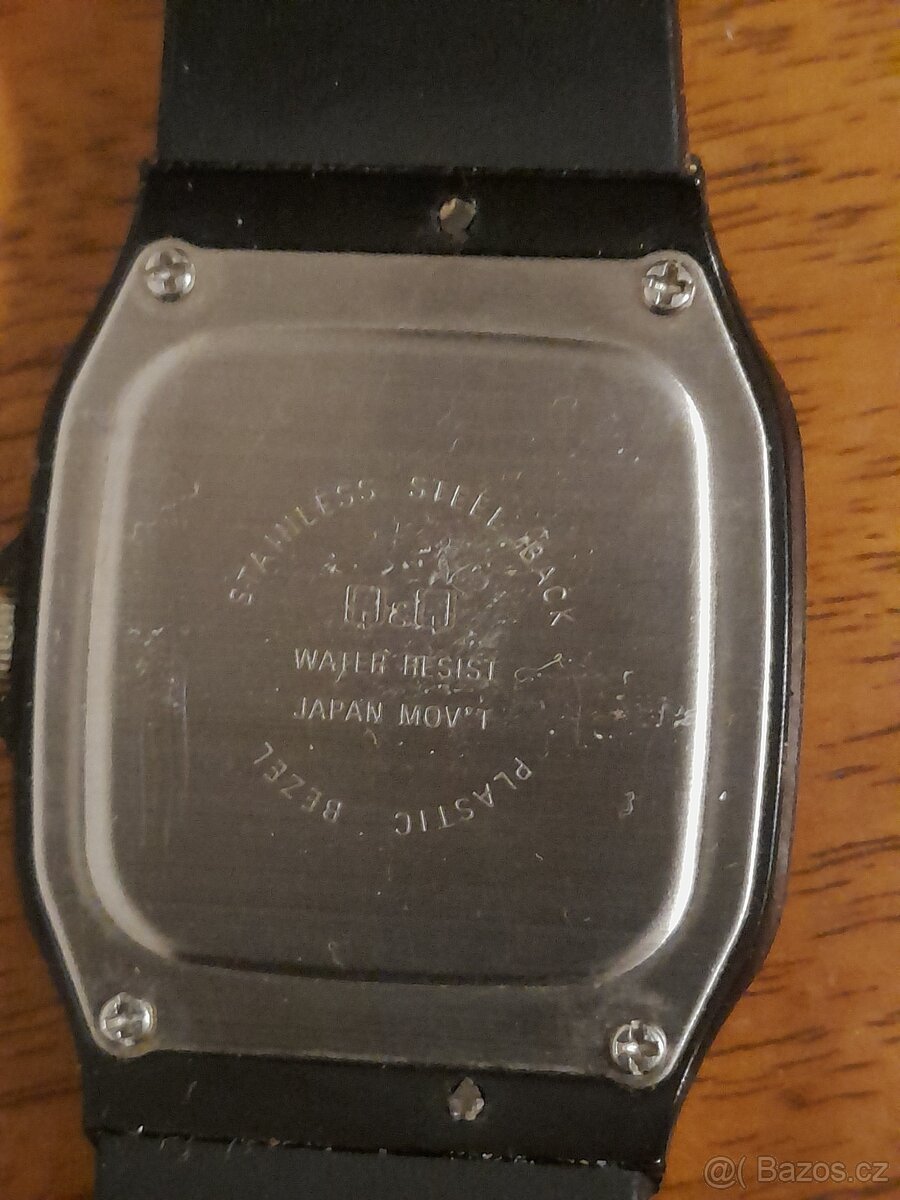 STAINLESS STEEL BACK
Q&Q
WATER RESIST
JAPAN MOV'T
PLASTIC BEZEL
@( Bazos.cz